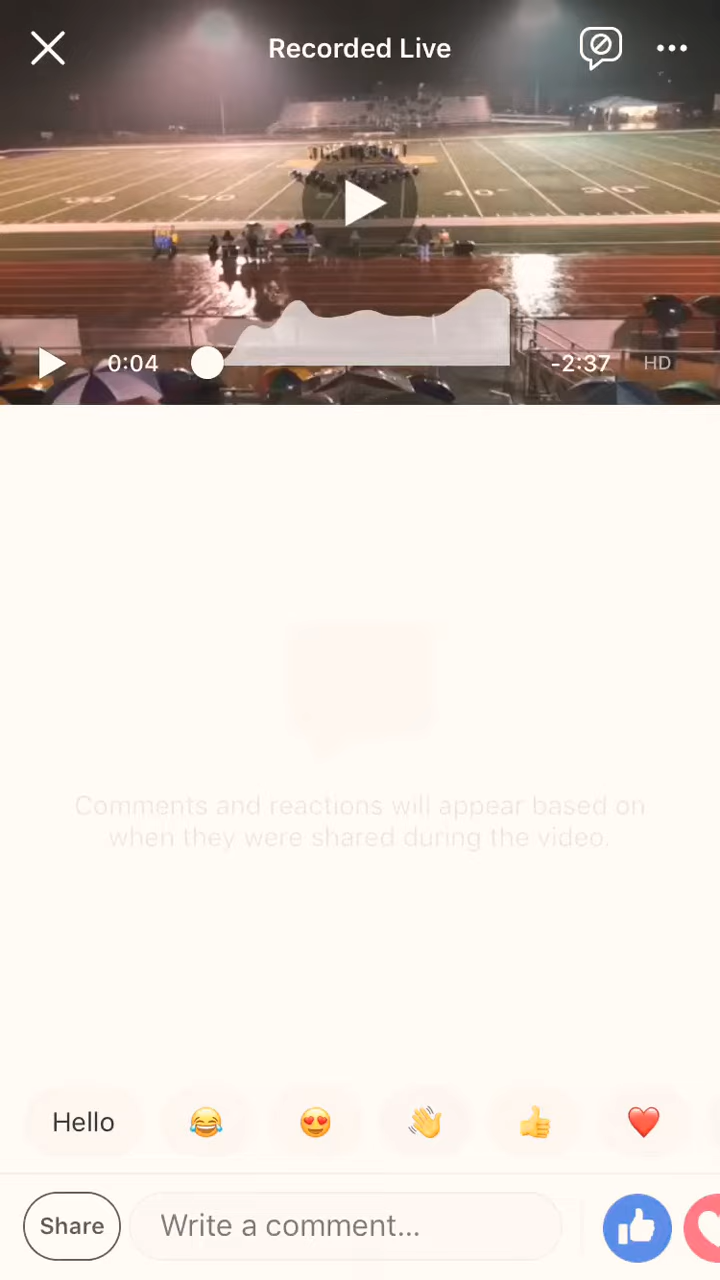 Recorded Live
0:04
-2:37
HD
Comments and reactions will appear based on
when they were shared during the video.
Hello
Share
Write a comment...